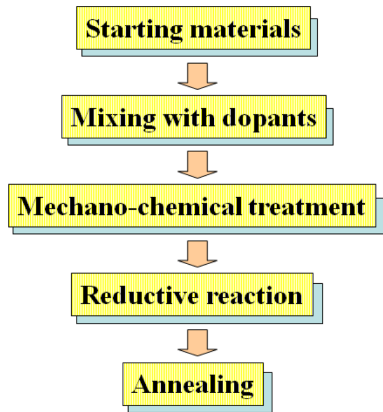 Starting materials
Mixing with dopants
Mechano-chemical treatment
Reductive reaction
Annealing